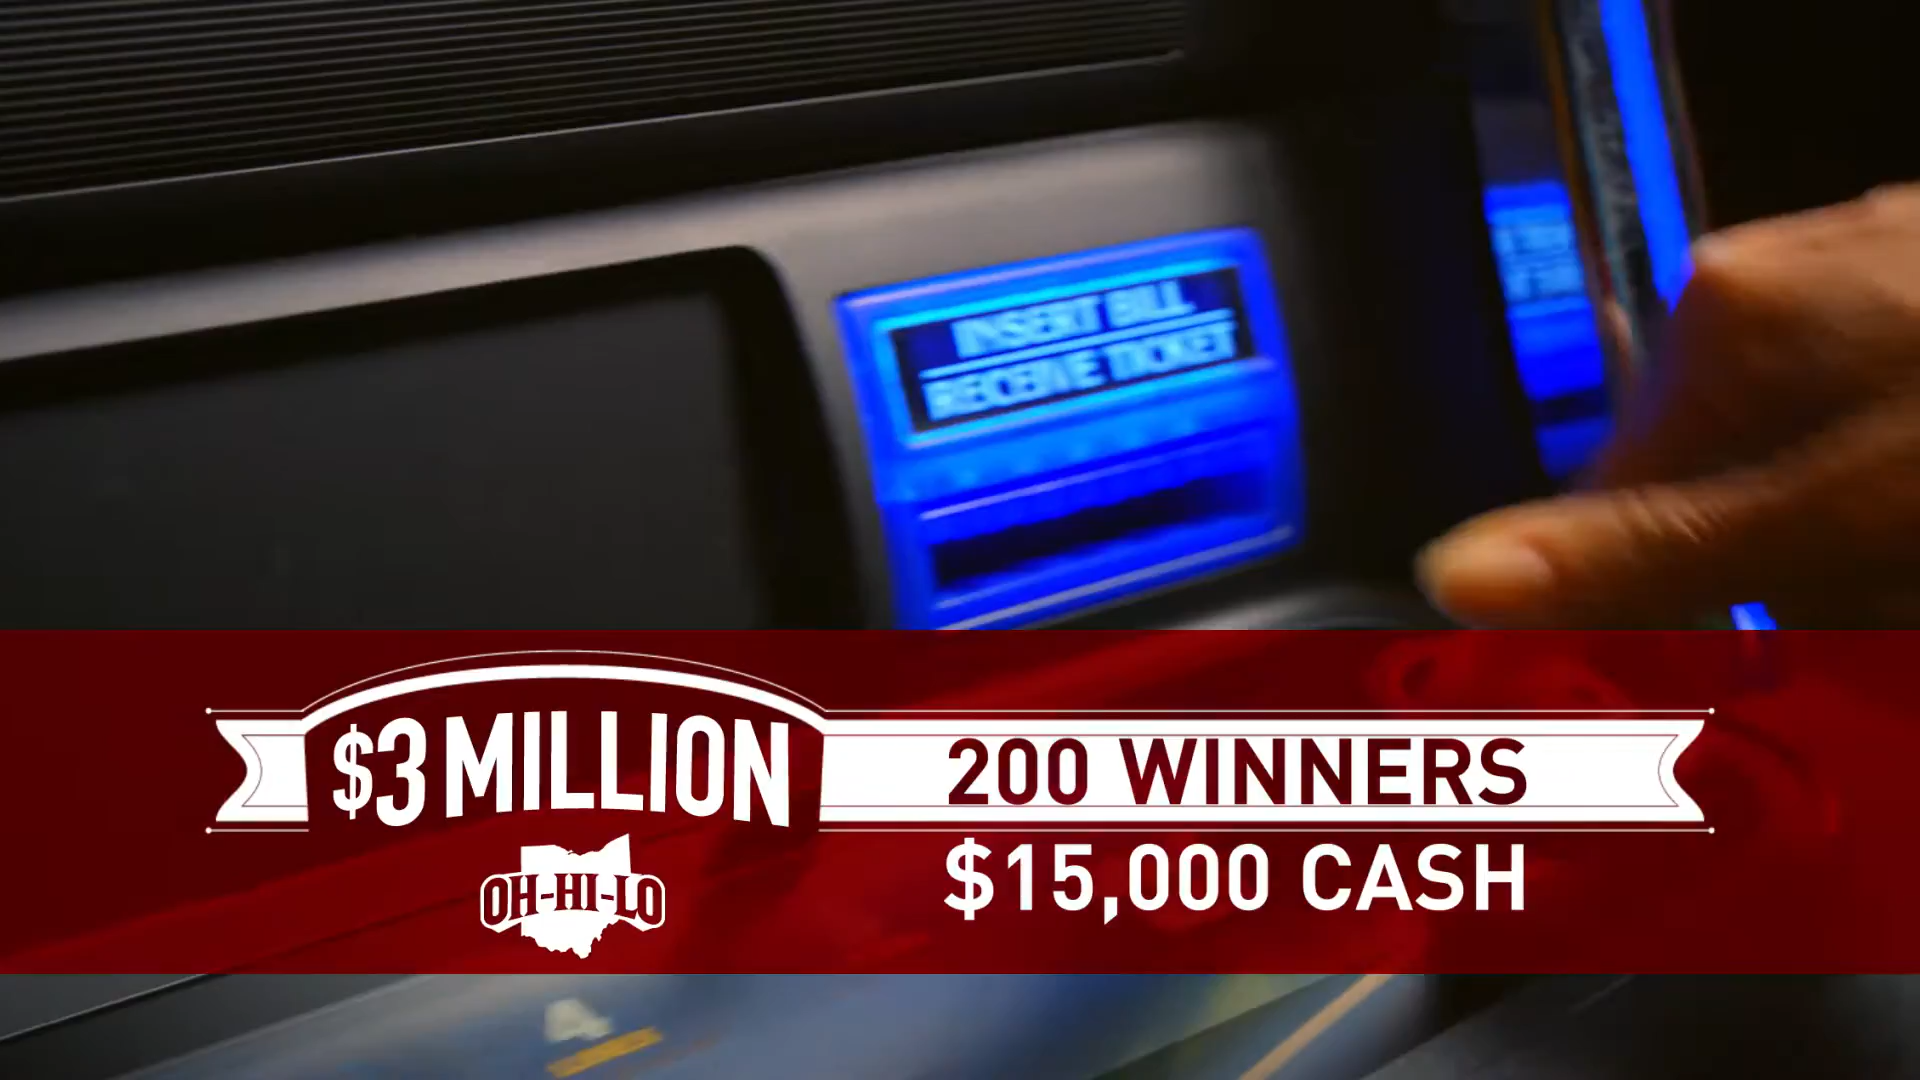 INSERT BILL
RECEIVE TICKET
$3 MILLION
OH-HI-LO
200 WINNERS
$15,000 CASH